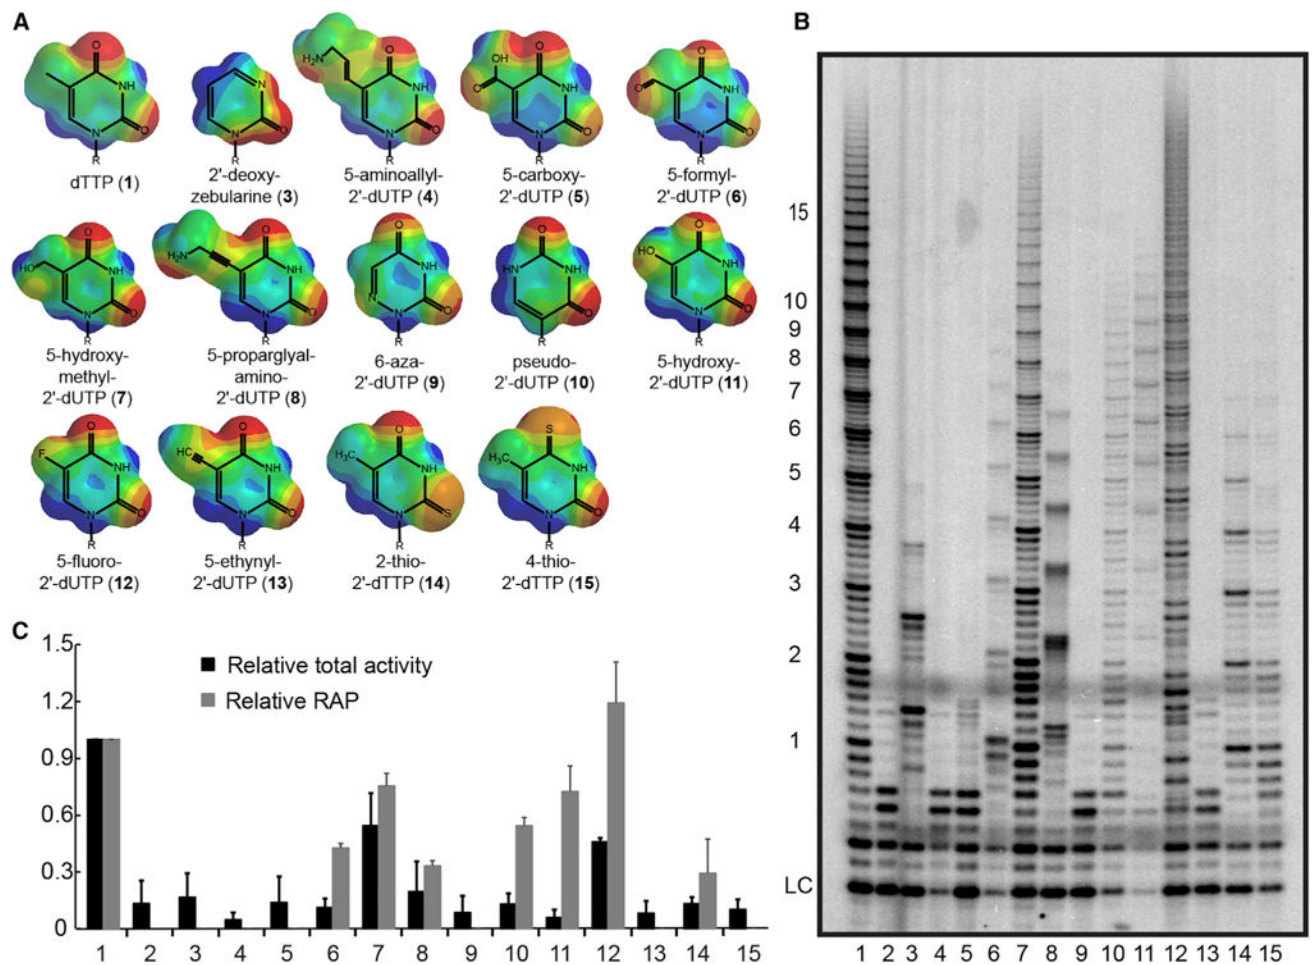 A
O
NH
N
O
R
dTTP (1)
N
N
O
R
2'-deoxy-
zebularine (3)
H₂N
O
NH
N
O
R
5-aminoallyl-
2'-dUTP (4)
OH
O
O
NH
N
O
R
5-carboxy-
2'-dUTP (5)
O
O
NH
N
O
R
5-formyl-
2'-dUTP (6)
HO
O
NH
N
O
R
5-hydroxy-
methyl-
2'-dUTP (7)
H₂N
O
NH
N
O
R
5-proparglyal-
amino-
2'-dUTP (8)
O
NH
N
N
O
R
6-aza-
2'-dUTP (9)
O
HN
NH
O
R
pseudo-
2'-dUTP (10)
HO
O
NH
N
O
R
5-hydroxy-
2'-dUTP (11)
F
O
NH
N
O
R
5-fluoro-
2'-dUTP (12)
HC
O
NH
N
O
R
5-ethynyl-
2'-dUTP (13)
H₃C
O
NH
N
S
R
2-thio-
2'-dTTP (14)
H₃C
S
NH
N
O
R
4-thio-
2'-dTTP (15)
B
15
10
9
8
7
6
5
4
3
2
1
LC
1 2 3 4 5 6 7 8 9 10 11 12 13 14 15
C
1.5
1.2
0.9
0.6
0.3
0
Relative total activity
Relative RAP
1 2 3 4 5 6 7 8 9 10 11 12 13 14 15